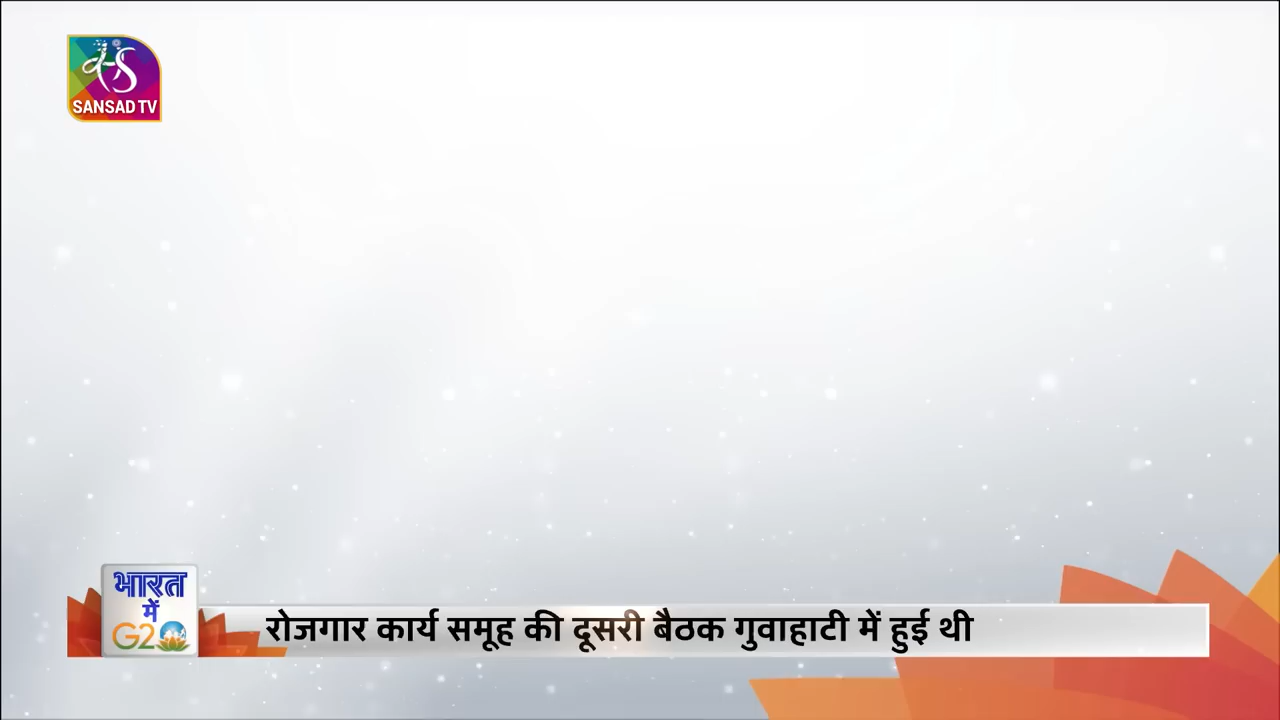 SANSAD TV
भारत
में
G20
रोजगार कार्य समूह की दूसरी बैठक गुवाहाटी में हुई थी